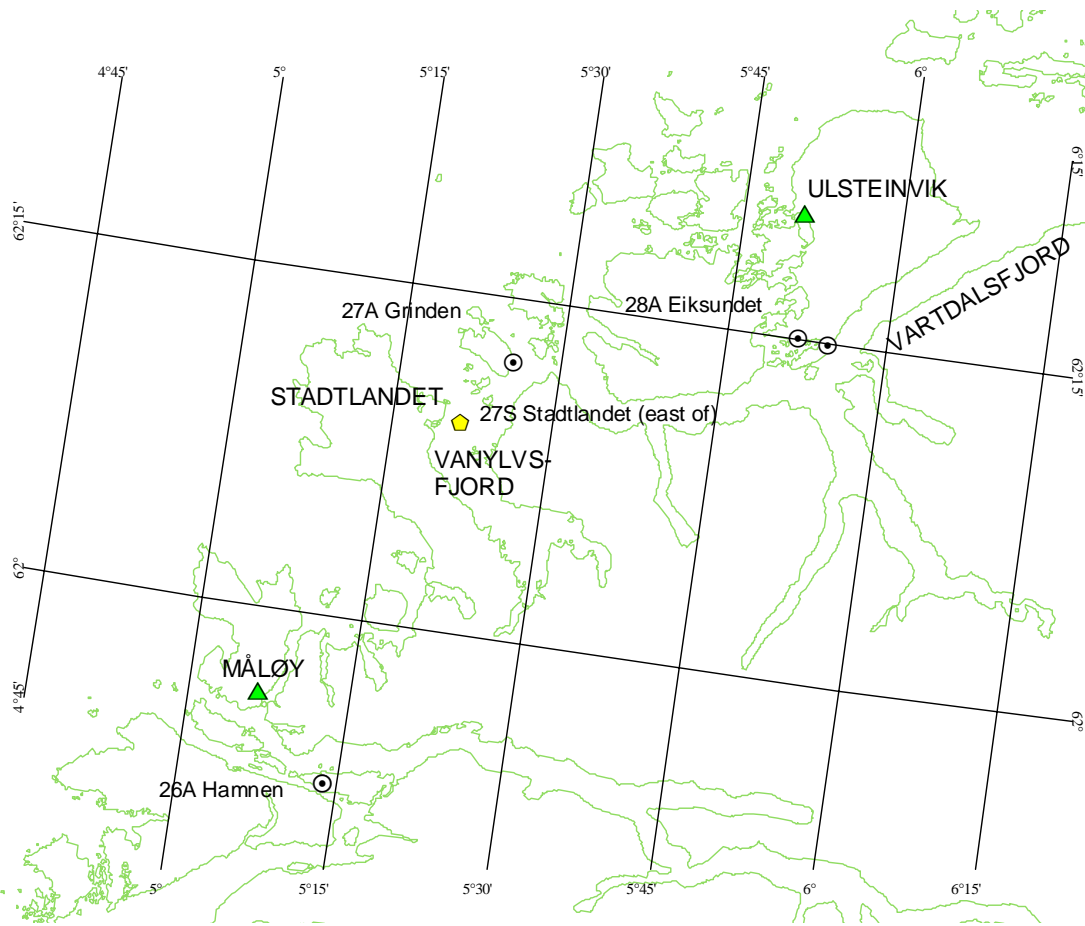 4°45'
5°
5°15'
5°30'
5°45'
6°
6°15'
ULSTEINVIK
62°15'
VARTDALSFJORD
27A Grinden
28A Eiksundet
62°15'
STADTLANDET
27S Stadtlandet (east of)
VANYLVS-
FJORD
62°
MÅLØY
4°45'
62°
26A Hamnen
5°
5°15'
5°30'
5°45'
6°
6°15'